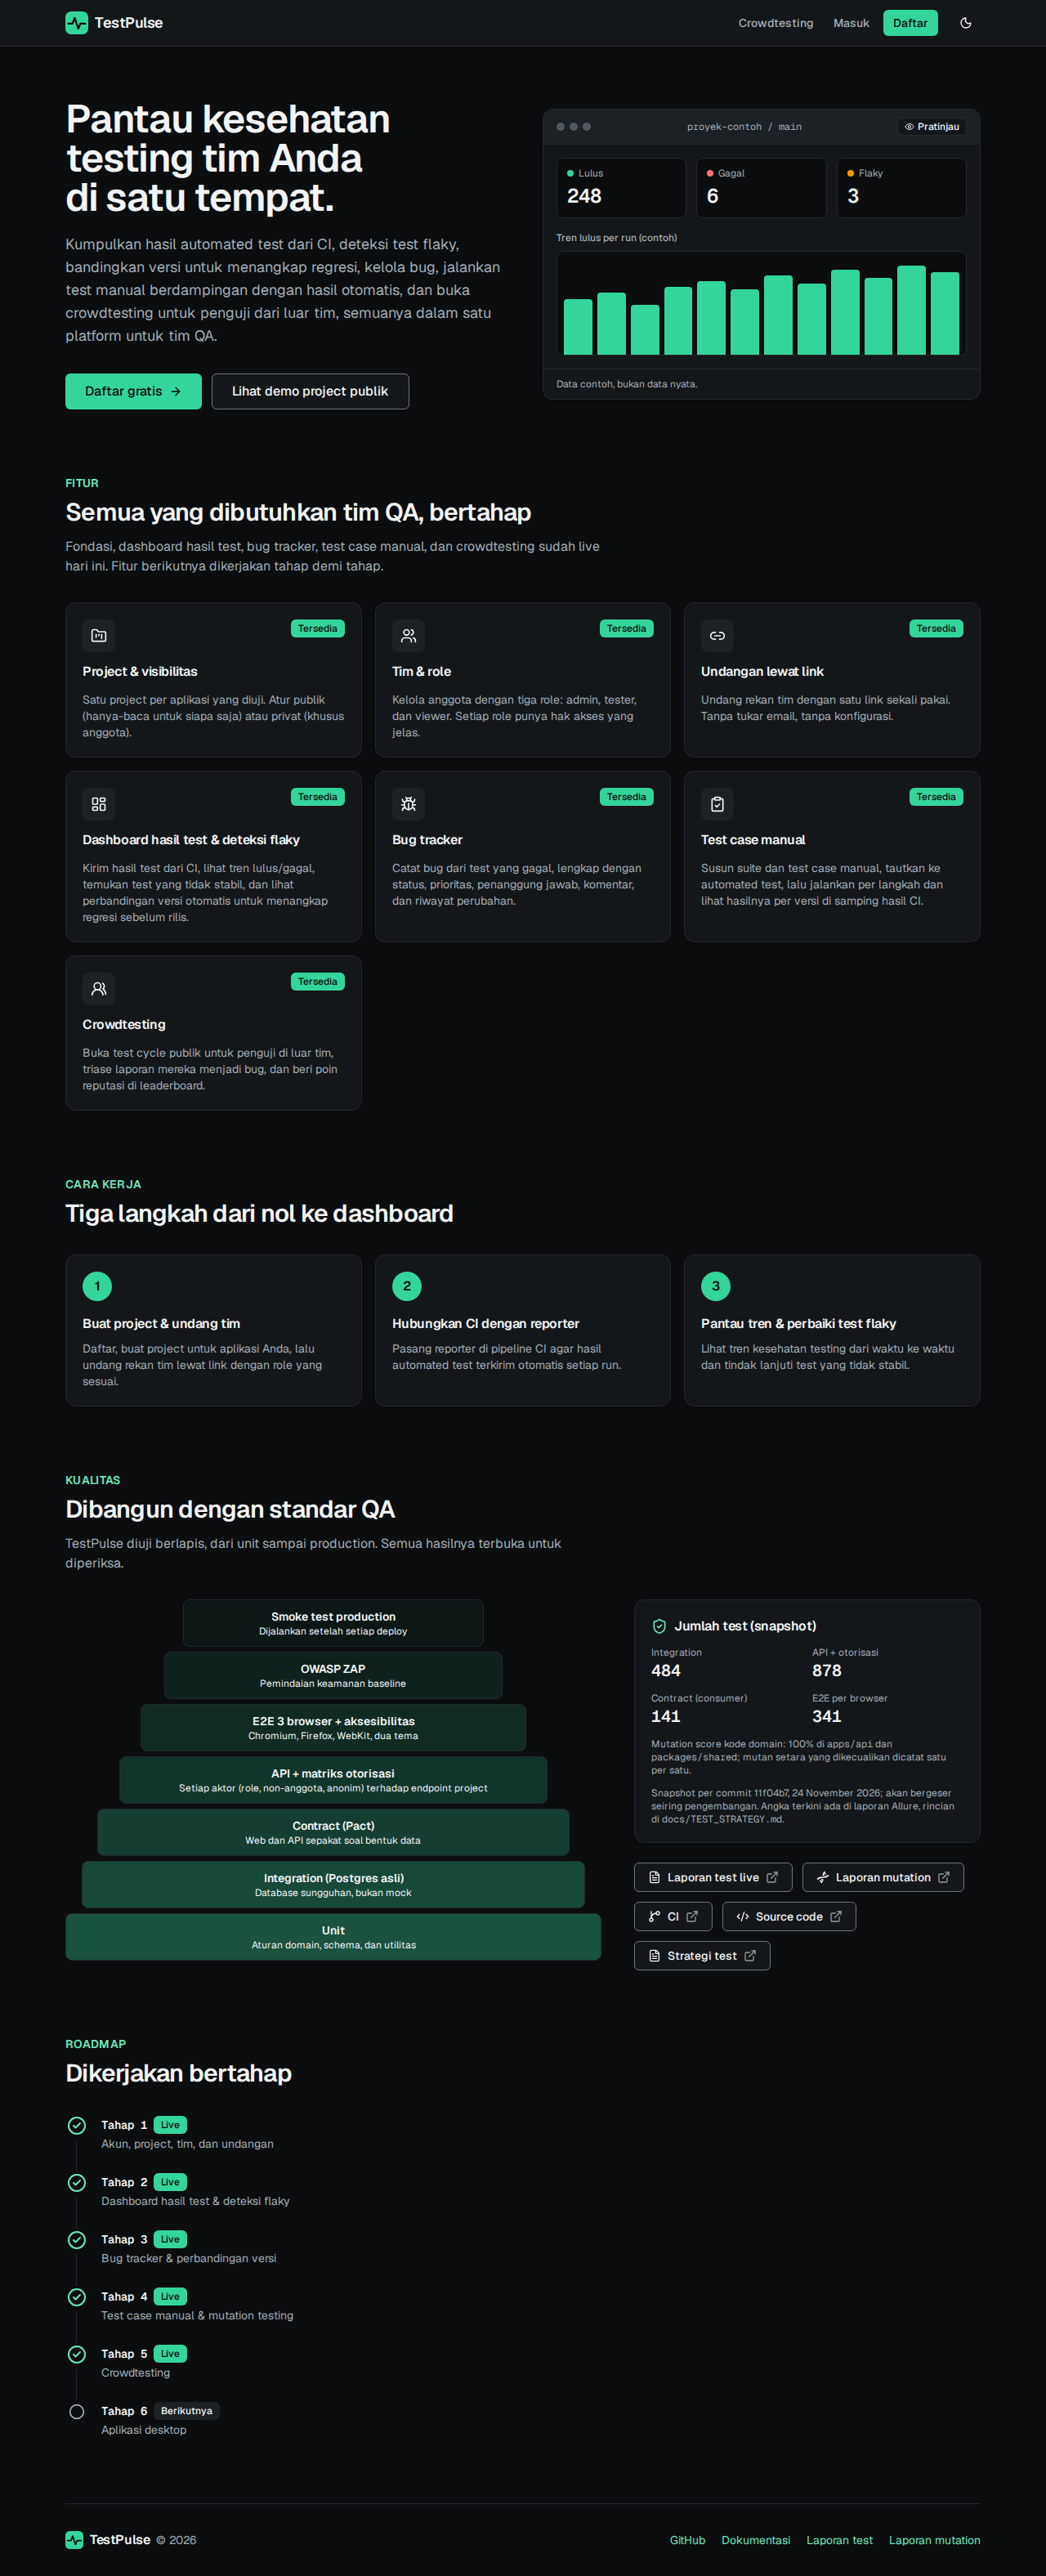 TestPulse
Crowdtesting
Masuk
Daftar
Pantau kesehatan
testing tim Anda
di satu tempat.
Kumpulkan hasil automated test dari CI, deteksi test flaky,
bandingkan versi untuk menangkap regresi, kelola bug, jalankan
test manual berdampingan dengan hasil otomatis, dan buka
crowdtesting untuk penguji dari luar tim, semuanya dalam satu
platform untuk tim QA.
Daftar gratis
Lihat demo project publik
proyek-contoh / main
Pratinjau
Lulus
248
Gagal
6
Flaky
3
Tren lulus per run (contoh)
Data contoh, bukan data nyata.
FITUR
Semua yang dibutuhkan tim QA, bertahap
Fondasi, dashboard hasil test, bug tracker, test case manual, dan crowdtesting sudah live
hari ini. Fitur berikutnya dikerjakan tahap demi tahap.
Tersedia
Project & visibilitas
Satu project per aplikasi yang diuji. Atur publik
(hanya-baca untuk siapa saja) atau privat (khusus
anggota).
Tersedia
Tim & role
Kelola anggota dengan tiga role: admin, tester,
dan viewer. Setiap role punya hak akses yang
jelas.
Tersedia
Undangan lewat link
Undang rekan tim dengan satu link sekali pakai.
Tanpa tukar email, tanpa konfigurasi.
Tersedia
Dashboard hasil test & deteksi flaky
Kirim hasil test dari CI, lihat tren lulus/gagal,
temukan test yang tidak stabil, dan lihat
perbandingan versi otomatis untuk menangkap
regresi sebelum rilis.
Tersedia
Bug tracker
Catat bug dari test yang gagal, lengkap dengan
status, prioritas, penanggung jawab, komentar,
dan riwayat perubahan.
Tersedia
Test case manual
Susun suite dan test case manual, tautkan ke
automated test, lalu jalankan per langkah dan
lihat hasilnya per versi di samping hasil CI.
Tersedia
Crowdtesting
Buka test cycle publik untuk penguji di luar tim,
triase laporan mereka menjadi bug, dan beri poin
reputasi di leaderboard.
CARA KERJA
Tiga langkah dari nol ke dashboard
1
Buat project & undang tim
Daftar, buat project untuk aplikasi Anda, lalu
undang rekan tim lewat link dengan role yang
sesuai.
2
Hubungkan CI dengan reporter
Pasang reporter di pipeline CI agar hasil
automated test terkirim otomatis setiap run.
3
Pantau tren & perbaiki test flaky
Lihat tren kesehatan testing dari waktu ke waktu
dan tindak lanjuti test yang tidak stabil.
KUALITAS
Dibangun dengan standar QA
TestPulse diuji berlapis, dari unit sampai production. Semua hasilnya terbuka untuk
diperiksa.
Smoke test production
Dijalankan setelah setiap deploy
OWASP ZAP
Pemindaian keamanan baseline
E2E 3 browser + aksesibilitas
Chromium, Firefox, WebKit, dua tema
API + matriks otorisasi
Setiap aktor (role, non-anggota, anonim) terhadap endpoint project
Contract (Pact)
Web dan API sepakat soal bentuk data
Integration (Postgres asli)
Database sungguhan, bukan mock
Unit
Aturan domain, schema, dan utilitas
Jumlah test (snapshot)
Integration
484
API + otorisasi
878
Contract (consumer)
141
E2E per browser
341
Mutation score kode domain: 100% di apps/api dan
packages/shared; mutan setara yang dikecualikan dicatat satu
per satu.
Snapshot per commit 11f04b7, 24 November 2026; akan bergeser
seiring pengembangan. Angka terkini ada di laporan Allure, rincian
di docs/TEST_STRATEGY.md.
Laporan test live
Laporan mutation
CI
Source code
Strategi test
ROADMAP
Dikerjakan bertahap
Tahap 1 Live
Akun, project, tim, dan undangan
Tahap 2 Live
Dashboard hasil test & deteksi flaky
Tahap 3 Live
Bug tracker & perbandingan versi
Tahap 4 Live
Test case manual & mutation testing
Tahap 5 Live
Crowdtesting
Tahap 6 Berikutnya
Aplikasi desktop
TestPulse © 2026
GitHub
Dokumentasi
Laporan test
Laporan mutation